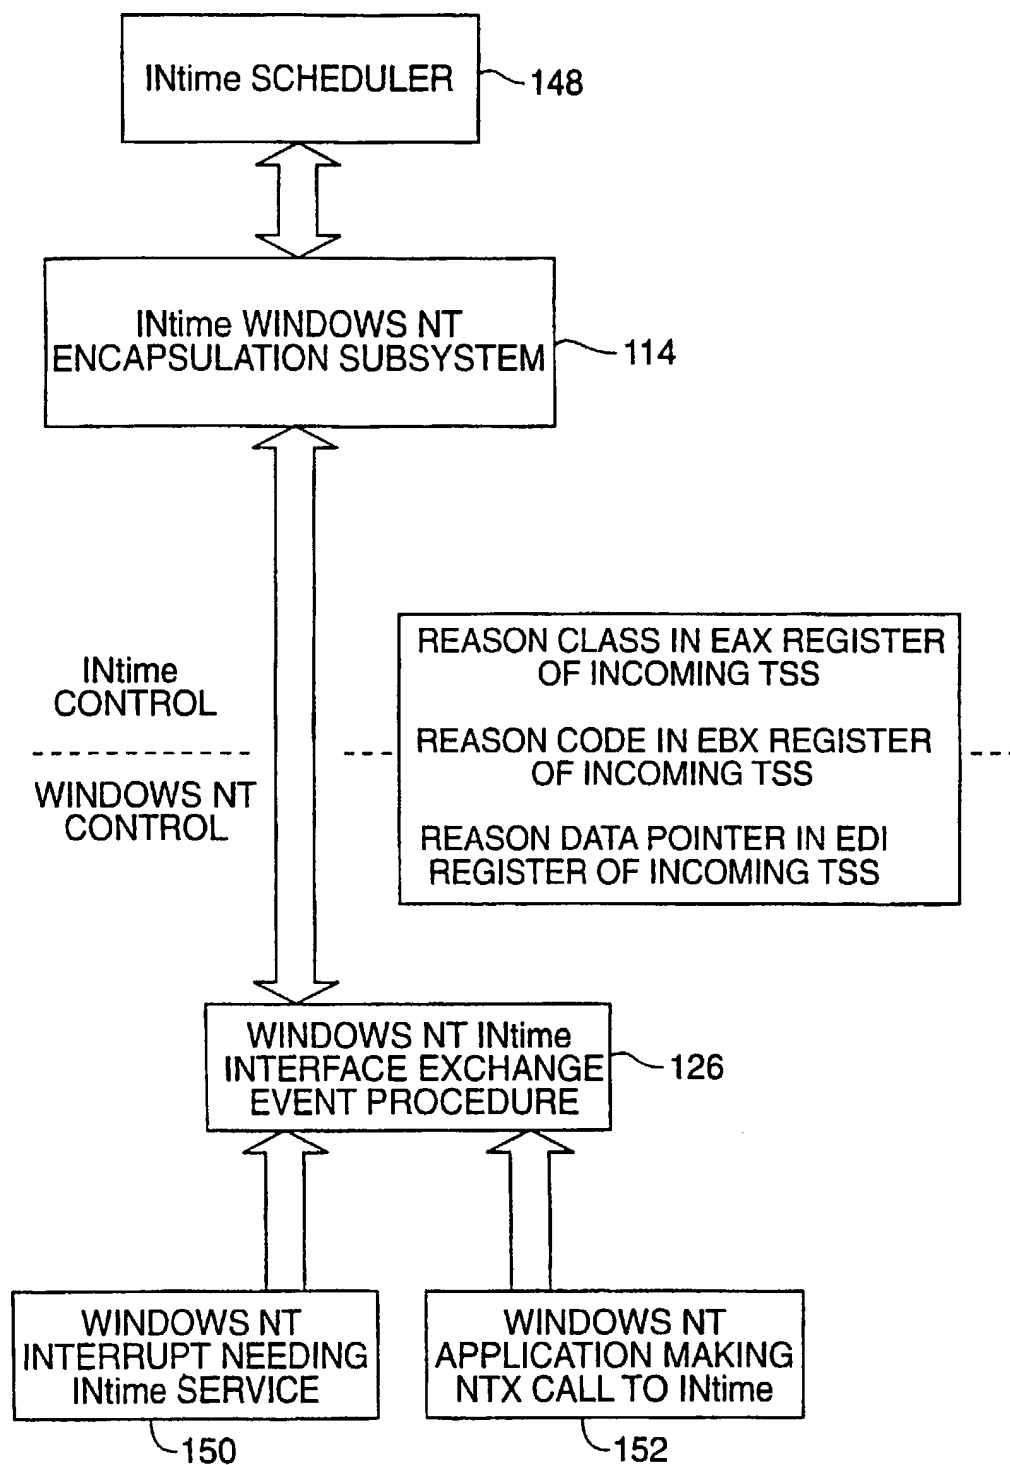 INtime SCHEDULER
148
INtime WINDOWS NT
ENCAPSULATION SUBSYSTEM
114
REASON CLASS IN EAX REGISTER
OF INCOMING TSS
INtime
CONTROL
REASON CODE IN EBX REGISTER
OF INCOMING TSS
WINDOWS NT
CONTROL
REASON DATA POINTER IN EDI
REGISTER OF INCOMING TSS
WINDOWS NT INtime
INTERFACE EXCHANGE
EVENT PROCEDURE
126
WINDOWS NT
INTERRUPT NEEDING
INtime SERVICE
150
WINDOWS NT
APPLICATION MAKING
NTX CALL TO INtime
152